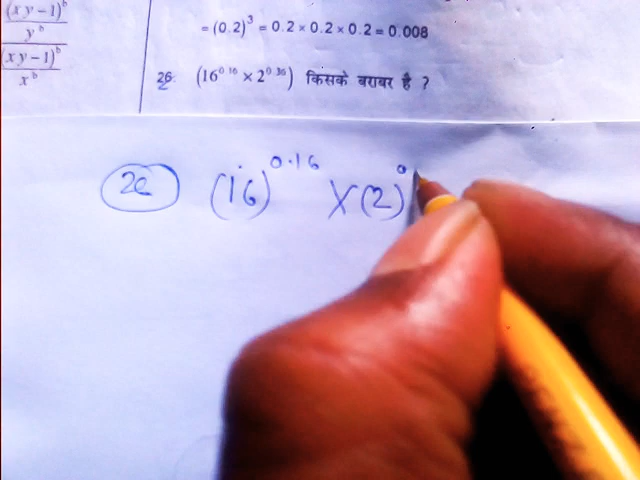 (xy-1)^b
y^b
(xy-1)^b
x^b
= (0.2)^3 = 0.2 × 0.2 × 0.2 = 0.008
26. (16^0.16 × 2^0.36) किसके बराबर है ?
26 (16)^0.16 X (2)^0